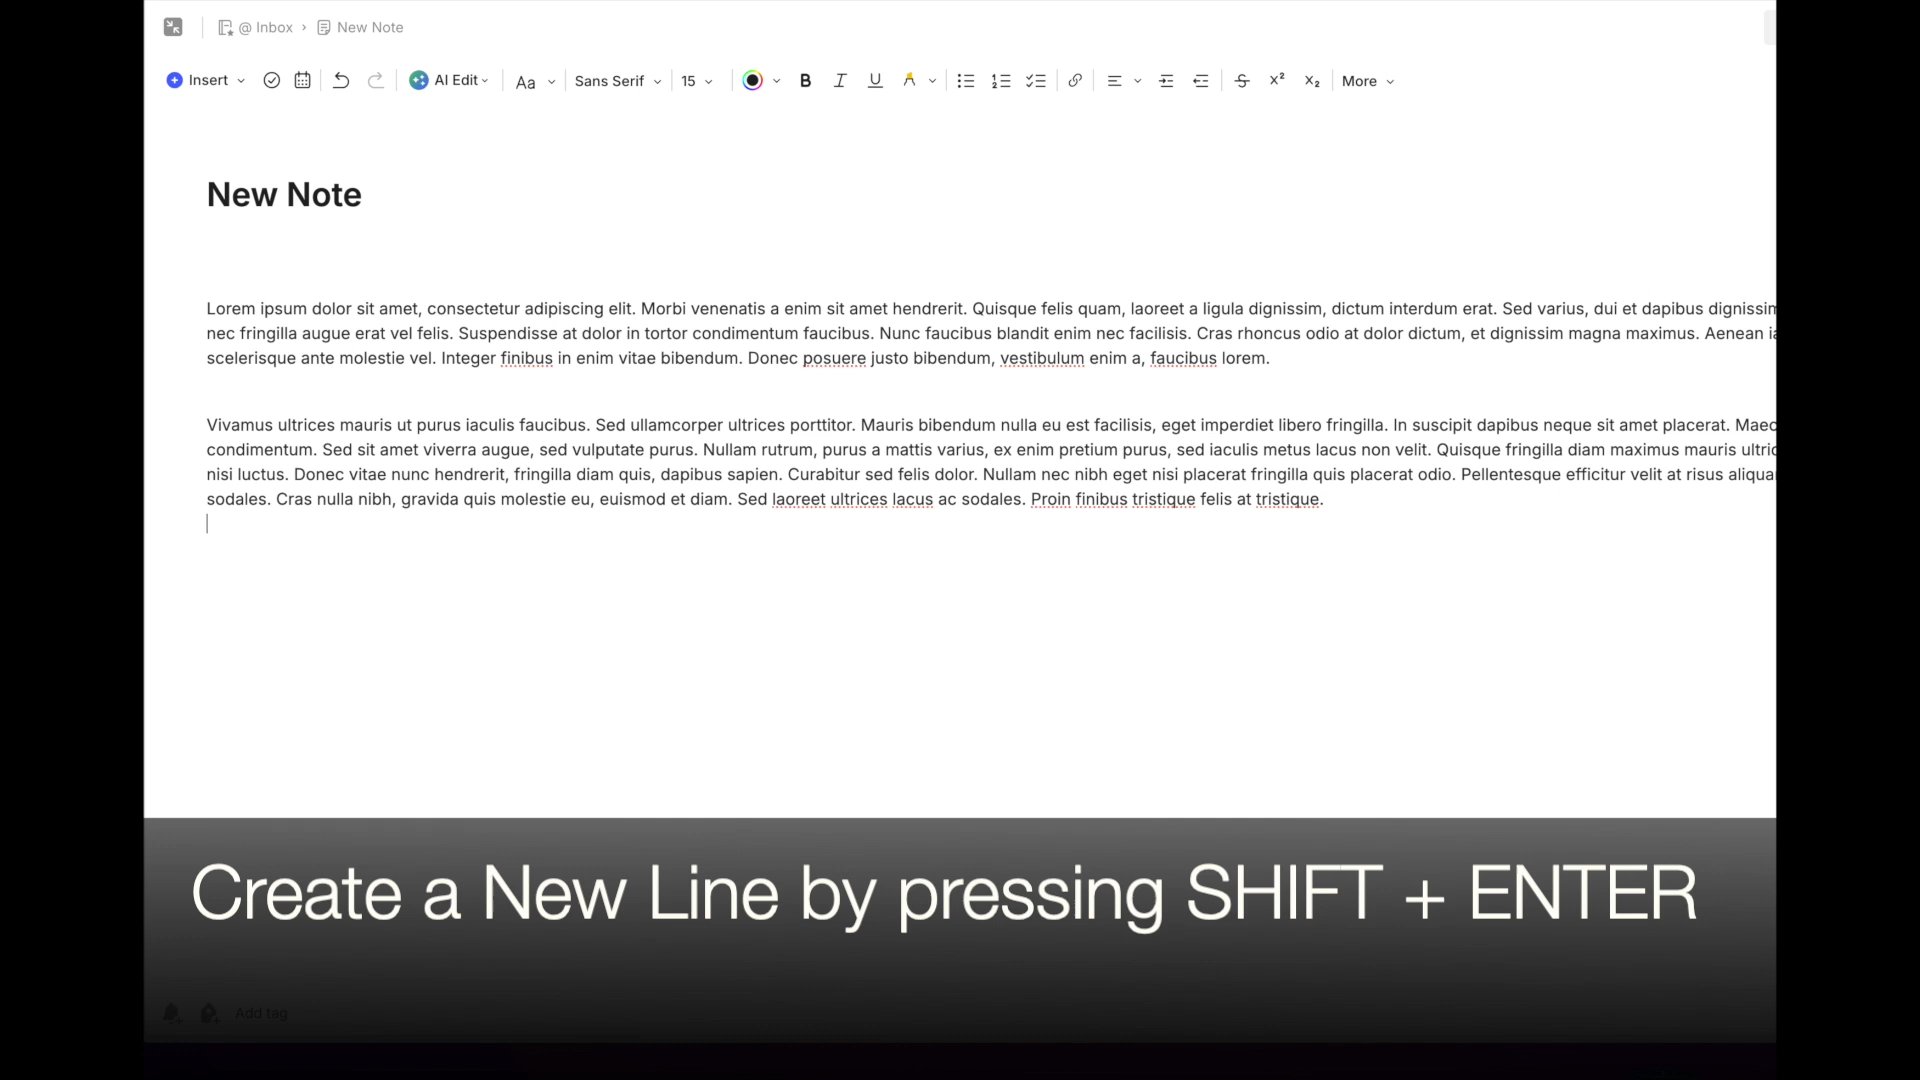 @ Inbox › New Note
Insert AI Edit Aa Sans Serif 15 B I U A S X² X₂ More
New Note
Lorem ipsum dolor sit amet, consectetur adipiscing elit. Morbi venenatis a enim sit amet hendrerit. Quisque felis quam, laoreet a ligula dignissim, dictum interdum erat. Sed varius, dui et dapibus dignissim
nec fringilla augue erat vel felis. Suspendisse at dolor in tortor condimentum faucibus. Nunc faucibus blandit enim nec facilisis. Cras rhoncus odio at dolor dictum, et dignissim magna maximus. Aenean
scelerisque ante molestie vel. Integer finibus in enim vitae bibendum. Donec posuere justo bibendum, vestibulum enim a, faucibus lorem.
Vivamus ultrices mauris ut purus iaculis faucibus. Sed ullamcorper ultrices porttitor. Mauris bibendum nulla eu est facilisis, eget imperdiet libero fringilla. In suscipit dapibus neque sit amet placerat.
condimentum. Sed sit amet viverra augue, sed vulputate purus. Nullam rutrum, purus a mattis varius, ex enim pretium purus, sed iaculis metus lacus non velit. Quisque fringilla diam maximus mauris
nisi luctus. Donec vitae nunc hendrerit, fringilla diam quis, dapibus sapien. Curabitur sed felis dolor. Nullam nec nibh eget nisi placerat fringilla quis placerat odio. Pellentesque efficitur velit at risus
sodales. Cras nulla nibh, gravida quis molestie eu, euismod et diam. Sed laoreet ultrices lacus ac sodales. Proin finibus tristique felis at tristique.
Create a New Line by pressing SHIFT + ENTER
Add tag